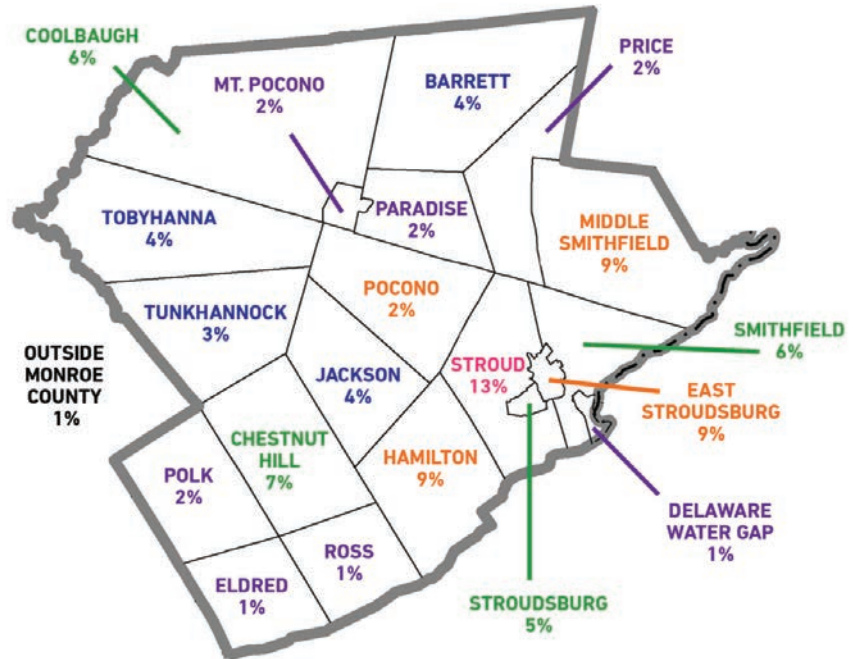 COOLBAUGH
6%
MT. POCONO
2%
BARRETT
4%
PRICE
2%
TOBYHANNA
4%
PARADISE
2%
MIDDLE
SMITHFIELD
9%
POCONO
2%
TUNKHANNOCK
3%
SMITHFIELD
6%
OUTSIDE
MONROE
COUNTY
1%
JACKSON
4%
STROUD
13%
EAST
STROUDSBURG
9%
CHESTNUT
HILL
7%
HAMILTON
9%
POLK
2%
DELAWARE
WATER GAP
1%
ROSS
1%
ELDRED
1%
STROUDSBURG
5%